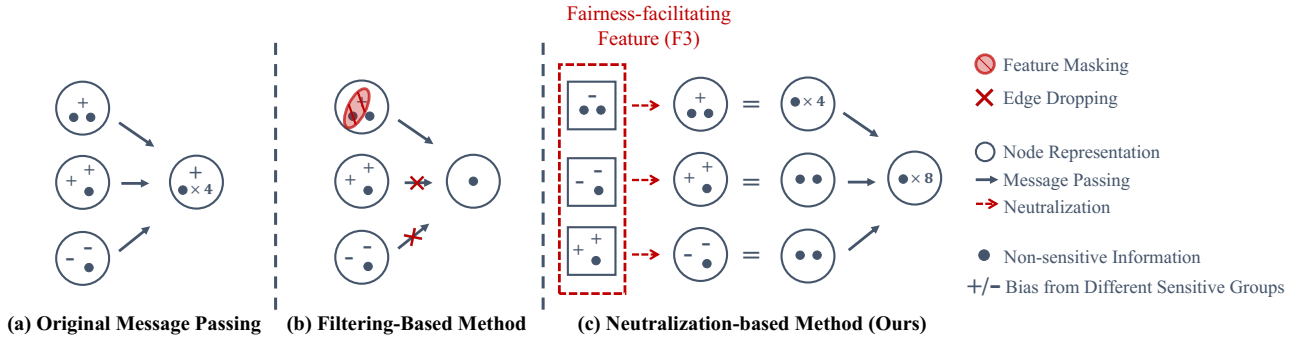 Fairness-facilitating
Feature (F3)
+
+ +
- -
+
× 4
+
+ +
- -
-
- -
+ +
+
+ +
- -
=
=
=
× 4
× 8
Feature Masking
Edge Dropping
Node Representation
Message Passing
Neutralization
Non-sensitive Information
+/- Bias from Different Sensitive Groups
(a) Original Message Passing
(b) Filtering-Based Method
(c) Neutralization-based Method (Ours)